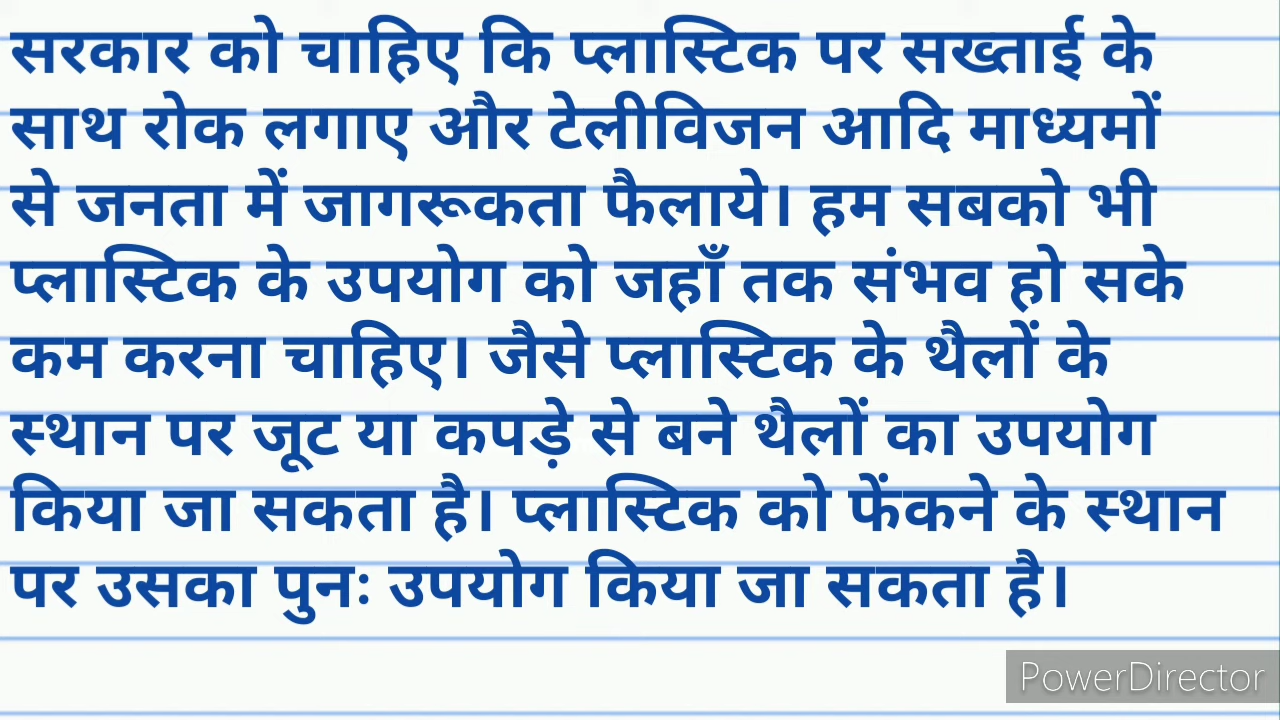 सरकार को चाहिए कि प्लास्टिक पर सख्ताई के
साथ रोक लगाए और टेलीविजन आदि माध्यमों
से जनता में जागरूकता फैलाये। हम सबको भी
प्लास्टिक के उपयोग को जहाँ तक संभव हो सके
कम करना चाहिए। जैसे प्लास्टिक के थैलों के
स्थान पर जूट या कपड़े से बने थैलों का उपयोग
किया जा सकता है। प्लास्टिक को फेंकने के स्थान
पर उसका पुनः उपयोग किया जा सकता है।
PowerDirector